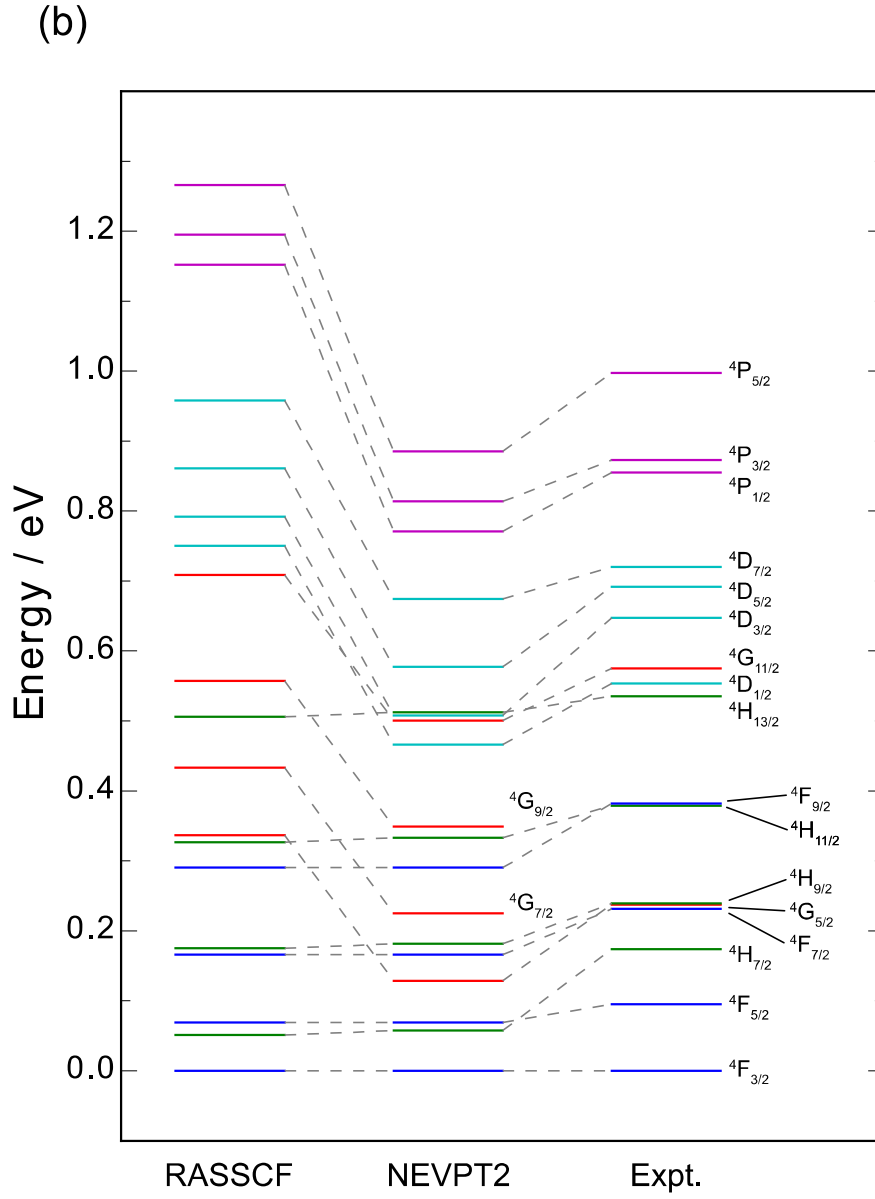 (b)
Energy / eV
1.2
1.0
0.8
0.6
0.4
0.2
0.0
⁴P₅/₂
⁴P₃/₂
⁴P₁/₂
⁴D₇/₂
⁴D₅/₂
⁴D₃/₂
⁴G₁₁/₂
⁴D₁/₂
⁴H₁₃/₂
⁴G₉/₂
⁴F₉/₂
⁴H₁₁/₂
⁴H₉/₂
⁴G₇/₂
⁴G₅/₂
⁴F₇/₂
⁴H₇/₂
⁴F₅/₂
⁴F₃/₂
RASSCF NEVPT2 Expt.